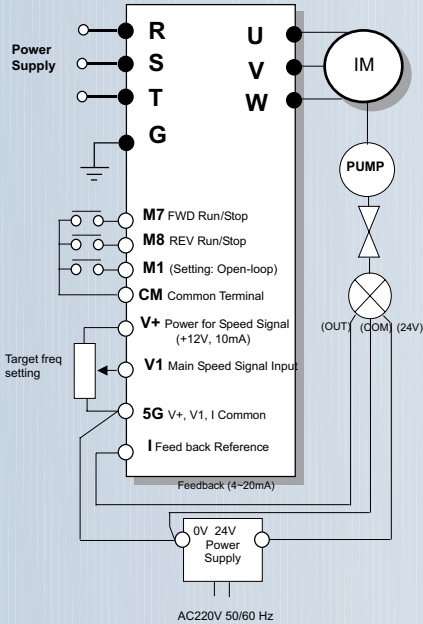 Power
Supply
R
S
T
G
U
V
W
IM
PUMP
M7 FWD Run/Stop
M8 REV Run/Stop
M1 (Setting: Open-loop)
CM Common Terminal
V+ Power for Speed Signal
(+12V, 10mA)
Target freq
setting
V1 Main Speed Signal Input
5G V+, V1, I Common
I Feed back Reference
(OUT) (COM) (24V)
Feedback (4~20mA)
0V 24V
Power
Supply
AC220V 50/60 Hz